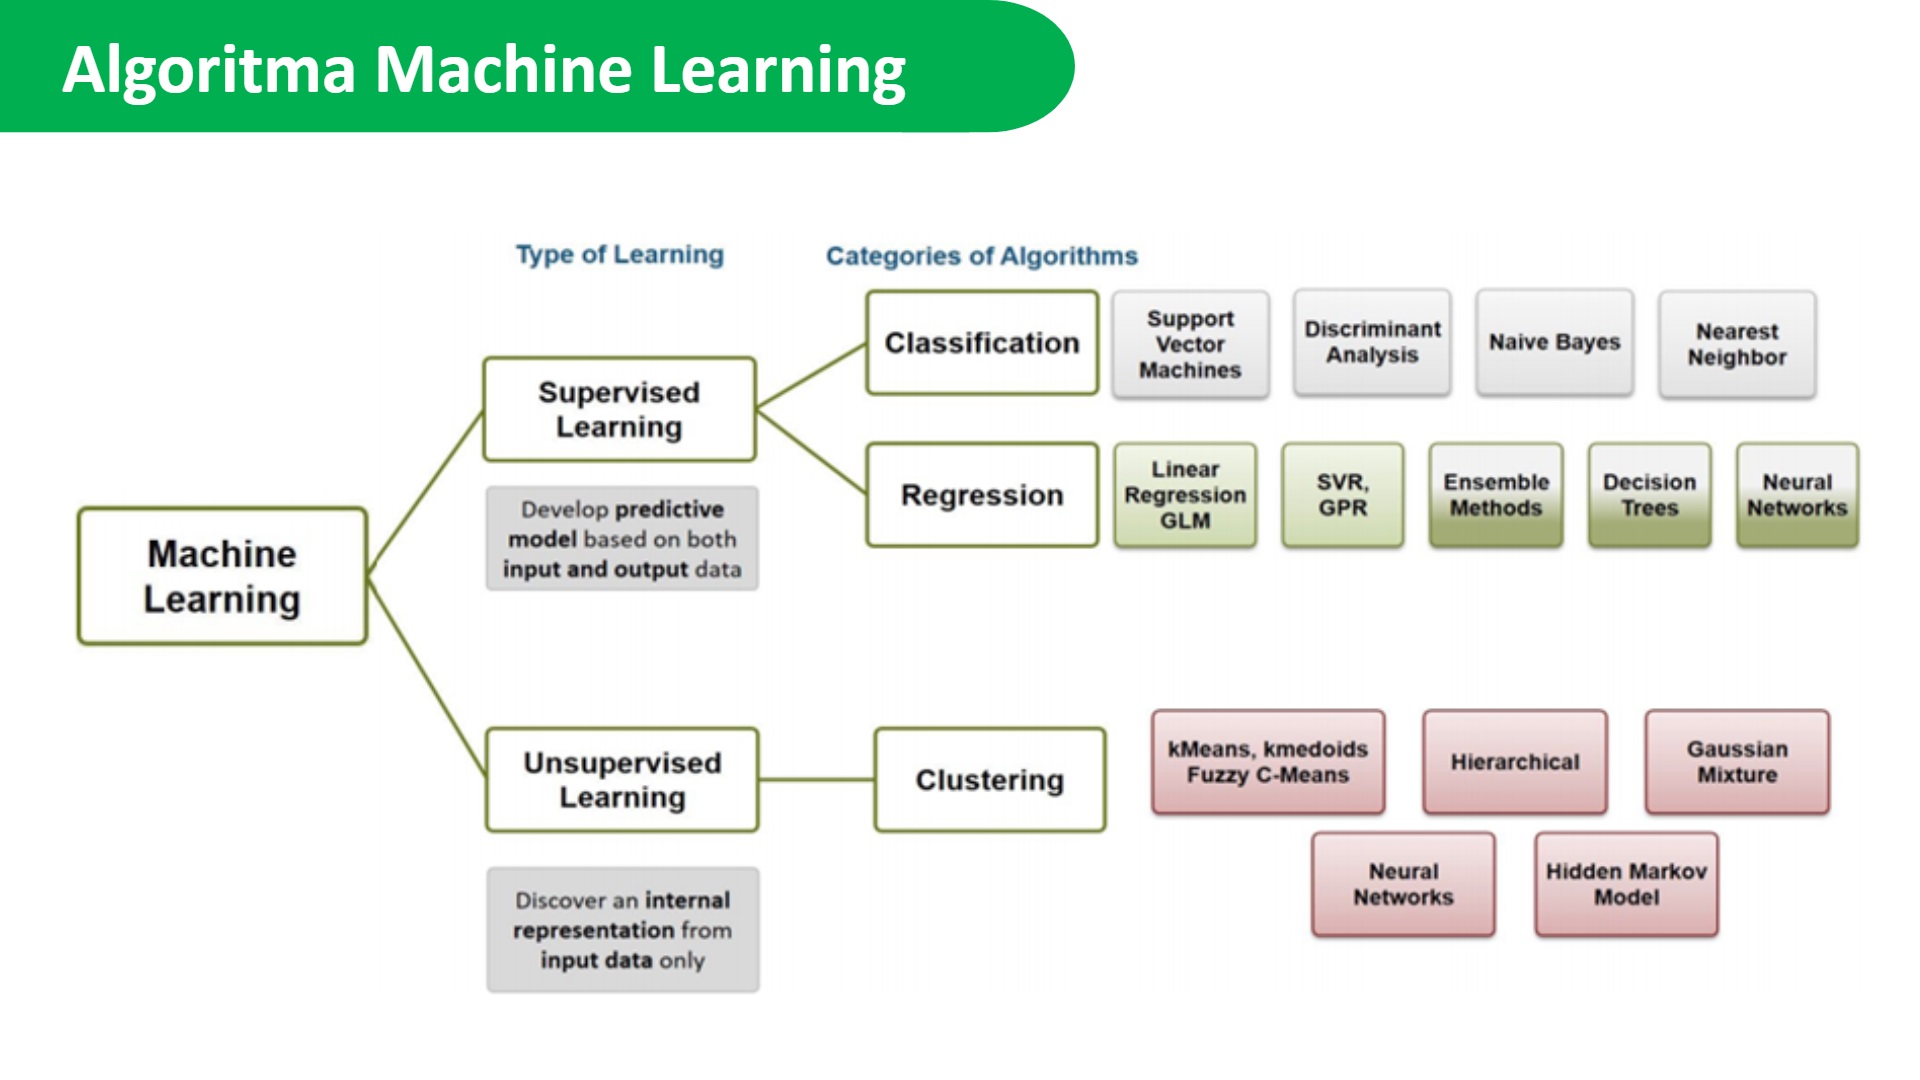 Algoritma Machine Learning
Type of Learning
Categories of Algorithms
Machine
Learning
Supervised
Learning
Develop predictive
model based on both
input and output data
Classification
Support
Vector
Machines
Discriminant
Analysis
Naive Bayes
Nearest
Neighbor
Regression
Linear
Regression
GLM
SVR,
GPR
Ensemble
Methods
Decision
Trees
Neural
Networks
Unsupervised
Learning
Discover an internal
representation from
input data only
Clustering
kMeans, kmedoids
Fuzzy C-Means
Hierarchical
Gaussian
Mixture
Neural
Networks
Hidden Markov
Model